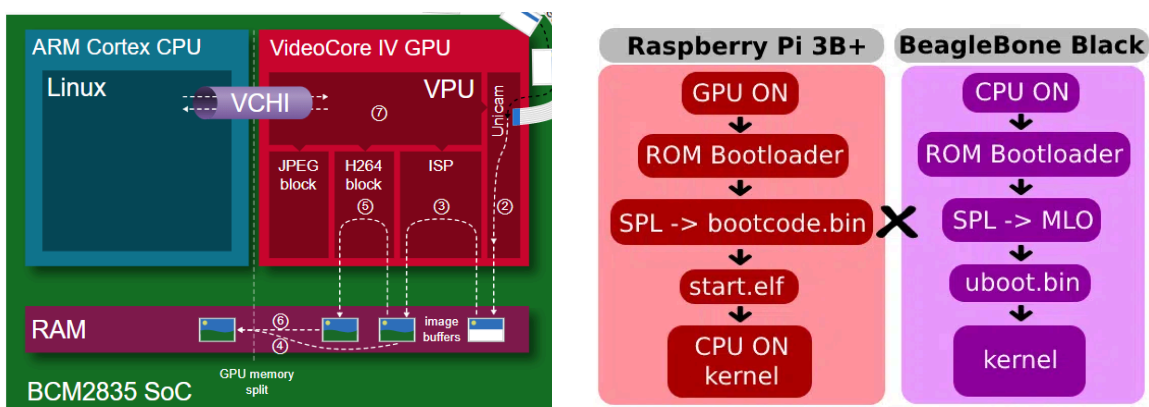 ARM Cortex CPU
Linux
VideoCore IV GPU
VPU
VCHI
⑦
Unicam
JPEG
block
H264
block
⑤
ISP
③
②
RAM
⑥
④
image
buffers
GPU memory
split
BCM2835 SoC
Raspberry Pi 3B+
GPU ON
ROM Bootloader
SPL -> bootcode.bin
start.elf
CPU ON
kernel
BeagleBone Black
CPU ON
ROM Bootloader
SPL -> MLO
uboot.bin
kernel